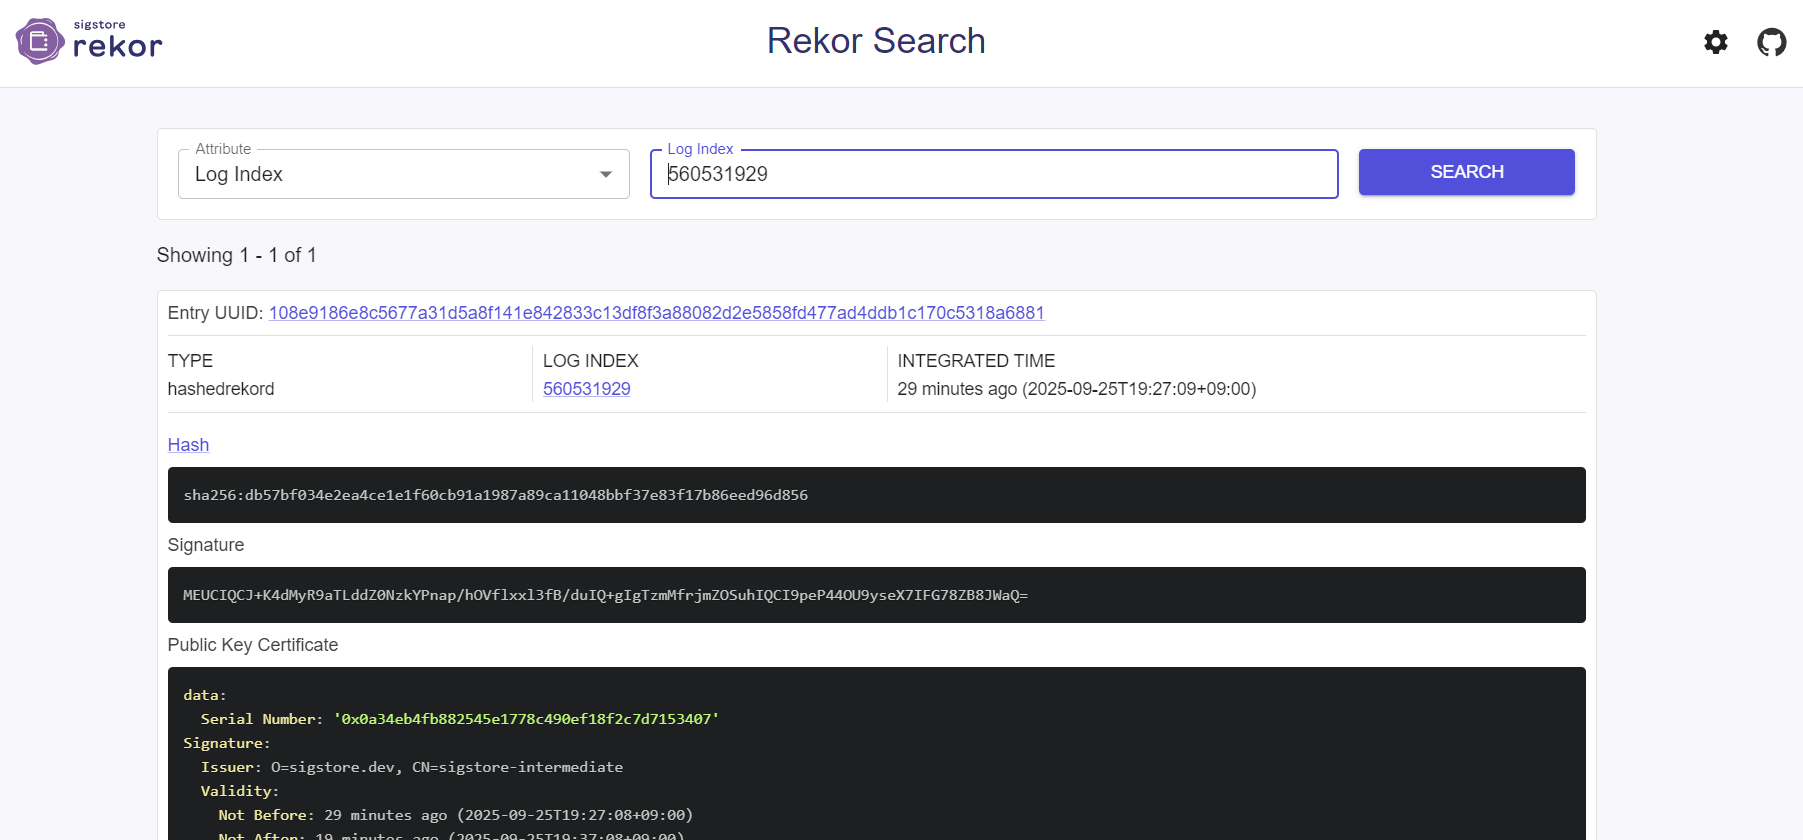 sigstore
rekor
Rekor Search
Attribute
Log Index
Log Index
560531929
SEARCH
Showing 1 - 1 of 1
Entry UUID: 108e9186e8c5677a31d5a8f141e842833c13df8f3a88082d2e5858fd477ad4ddb1c170c5318a6881
TYPE
hashedrekord
LOG INDEX
560531929
INTEGRATED TIME
29 minutes ago (2025-09-25T19:27:09+09:00)
Hash
sha256:db57bf034e2ea4ce1e1f60cb91a1987a89ca11048bbf37e83f17b86eed96d856
Signature
MEUCIQCJ+K4dMyR9aTLddZ0NzkYPnap/hOVflxxl3fB/duIQ+gIgTzmMfrjmZOSuhIQCI9peP44OU9yseX7IFG78ZB8JWaQ=
Public Key Certificate
data:
Serial Number: '0x0a34eb4fb882545e1778c490ef18f2c7d7153407'
Signature:
Issuer: O=sigstore.dev, CN=sigstore-intermediate
Validity:
Not Before: 29 minutes ago (2025-09-25T19:27:08+09:00)
Not After: 19 minutes ago (2025-09-25T19:37:08+09:00)